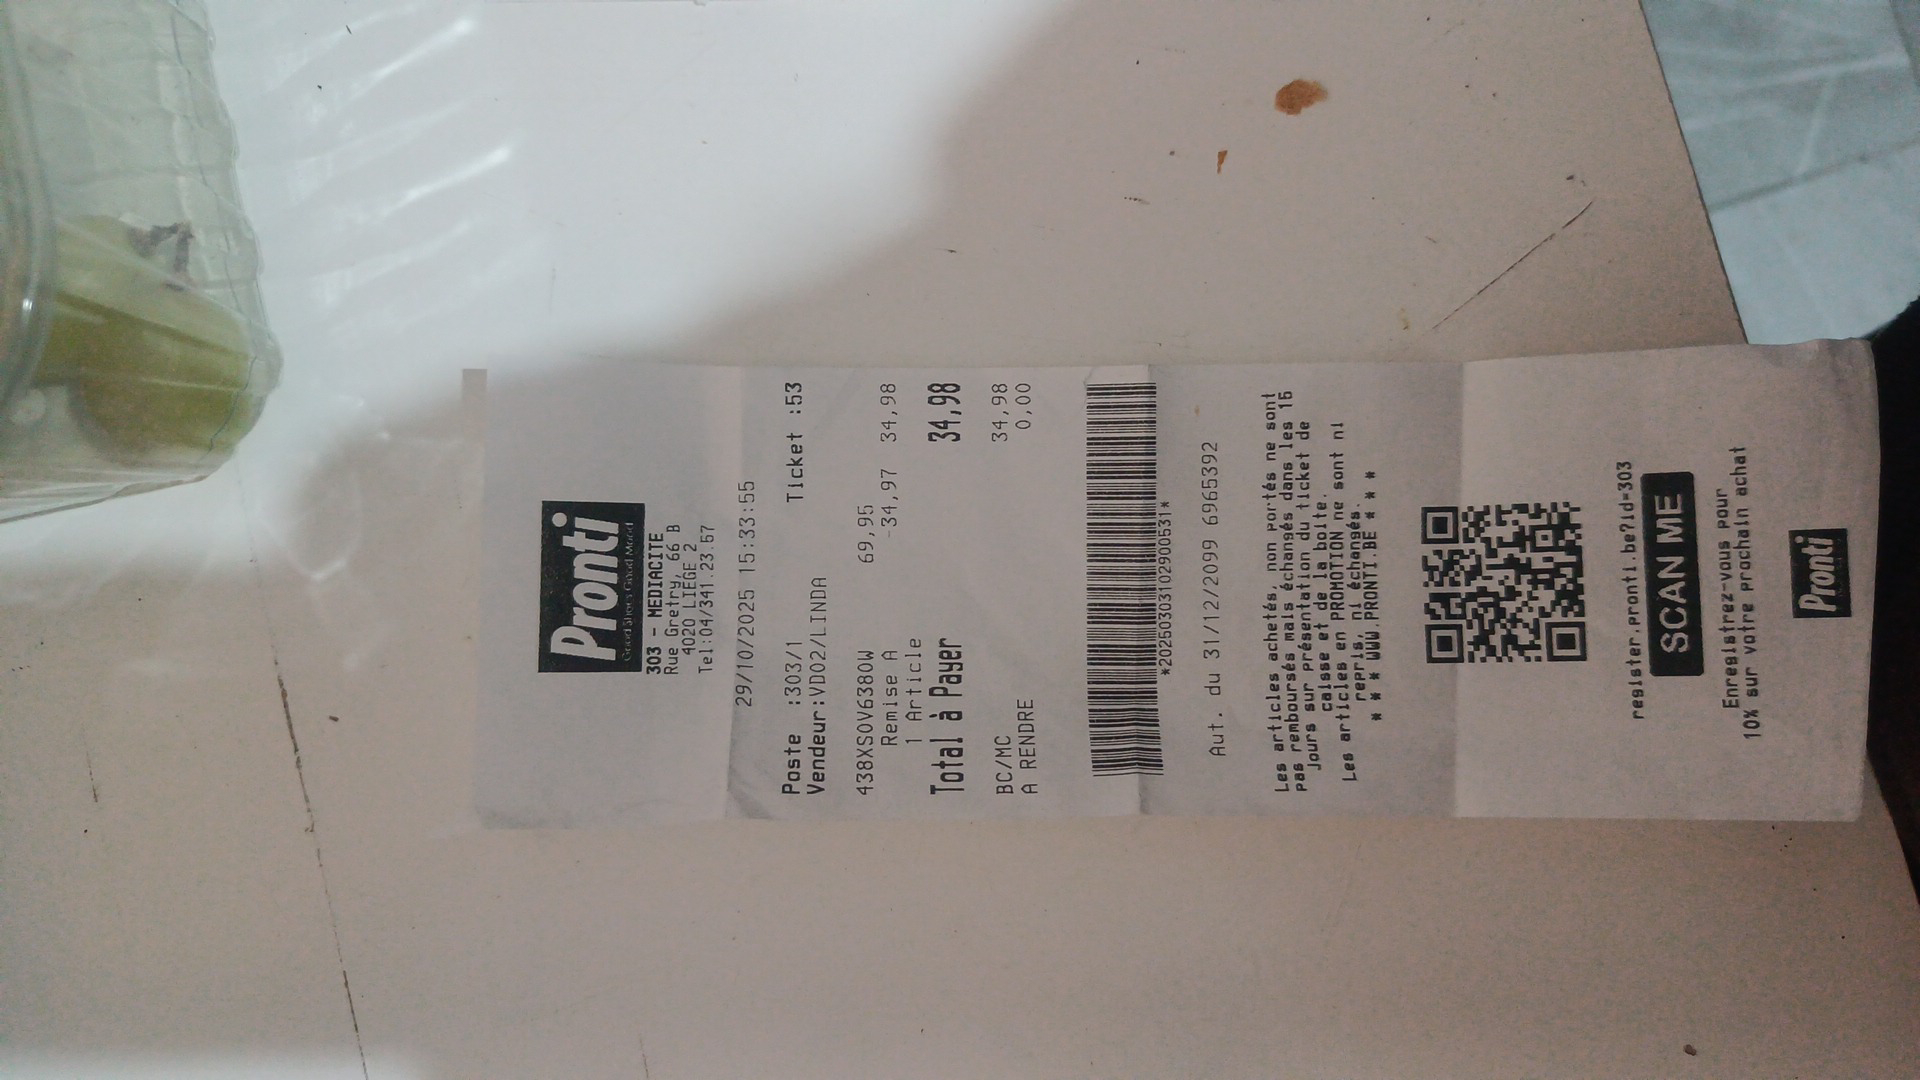 Pronti
Good Shoes Good Mood
303 - MEDIACITE
Rue Gretry, 66 B
4020 LIEGE 2
Tel:04/341.23.57
29/10/2025 15:33:55
Poste :303/1 Ticket :53
Vendeur:VD02/LINDA
438XSOV6380W 69,95
Remise A -34,97 34,98
1 Article
Total à Payer 34,98
BC/MC 34,98
A RENDRE 0,00
*20250303102900531*
Aut. du 31/12/2099 6965392
Les articles achetés, non portés ne sont
pas remboursés mais échangés dans les 15
jours sur présentation du ticket de
caisse et de la boite.
Les articles en PROMOTION ne sont ni
repris, ni échangés.
* * * WWW.PRONTI.BE * * *
resister.pronti.be?id=303
SCAN ME
Enregistrez-vous pour
10% sur votre prochain achat
Pronti